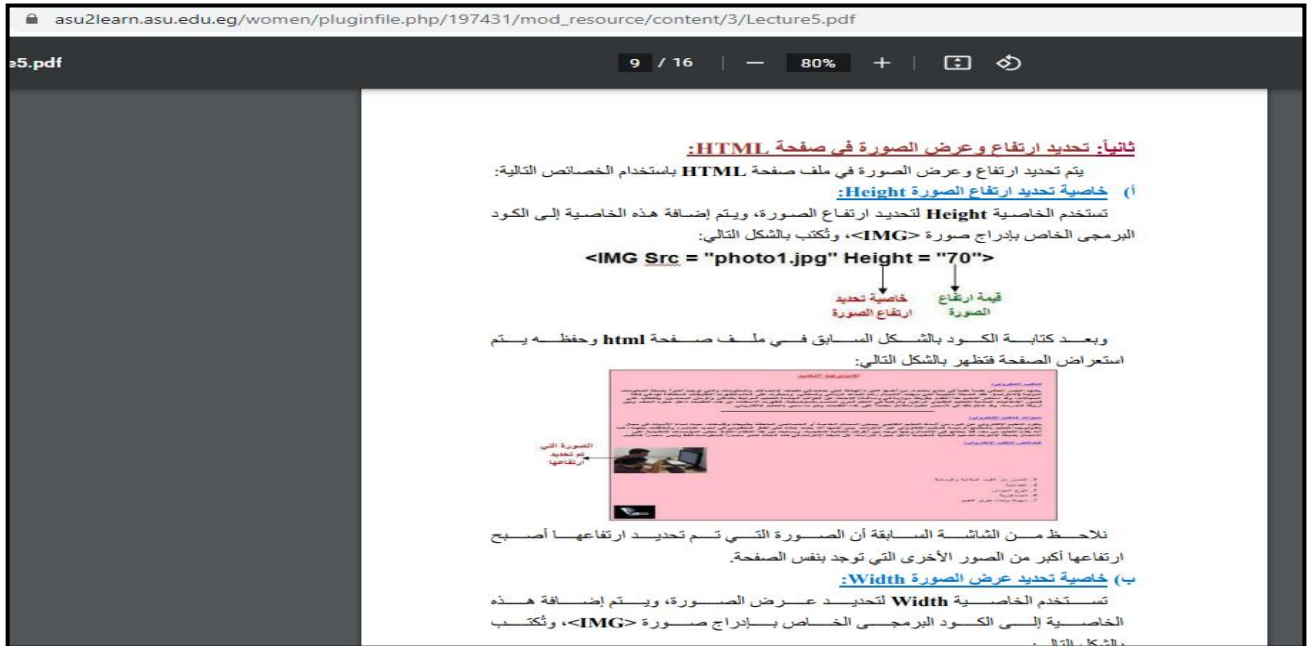 asu2learn.asu.edu.eg/women/pluginfile.php/197431/mod_resource/content/3/Lecture5.pdf
e5.pdf
9 / 16
80%
ثانياً: تحديد ارتفاع وعرض الصورة في صفحة HTML:
يتم تحديد ارتفاع وعرض الصورة في ملف صفحة HTML باستخدام الخصائص التالية:
أ) خاصية تحديد ارتفاع الصورة Height:
تستخدم الخاصية Height لتحديد ارتفاع الصورة، ويتم إضافة هذه الخاصية إلى الكود
البرمجي الخاص بإدراج صورة <IMG>، وتُكتب بالشكل التالي:
<IMG Src = "photo1.jpg" Height = "70">
خاصية تحديد
ارتفاع الصورة
قيمة ارتفاع
الصورة
وبعد كتابة الكود بالشكل السابق في ملف صفحة html وحفظه يتم
استعراض الصفحة فتظهر بالشكل التالي:
الصورة التي
تم تحديد
ارتفاعها
نلاحظ من الشاشة السابقة أن الصورة التي تم تحديد ارتفاعها أصبح
ارتفاعها أكبر من الصور الأخرى التي توجد بنفس الصفحة.
ب) خاصية تحديد عرض الصورة Width:
تستخدم الخاصية Width لتحديد عرض الصورة، ويتم إضافة هذه
الخاصية إلى الكود البرمجي الخاص بإدراج صورة <IMG>، وتُكتب
بالشكل التالي: